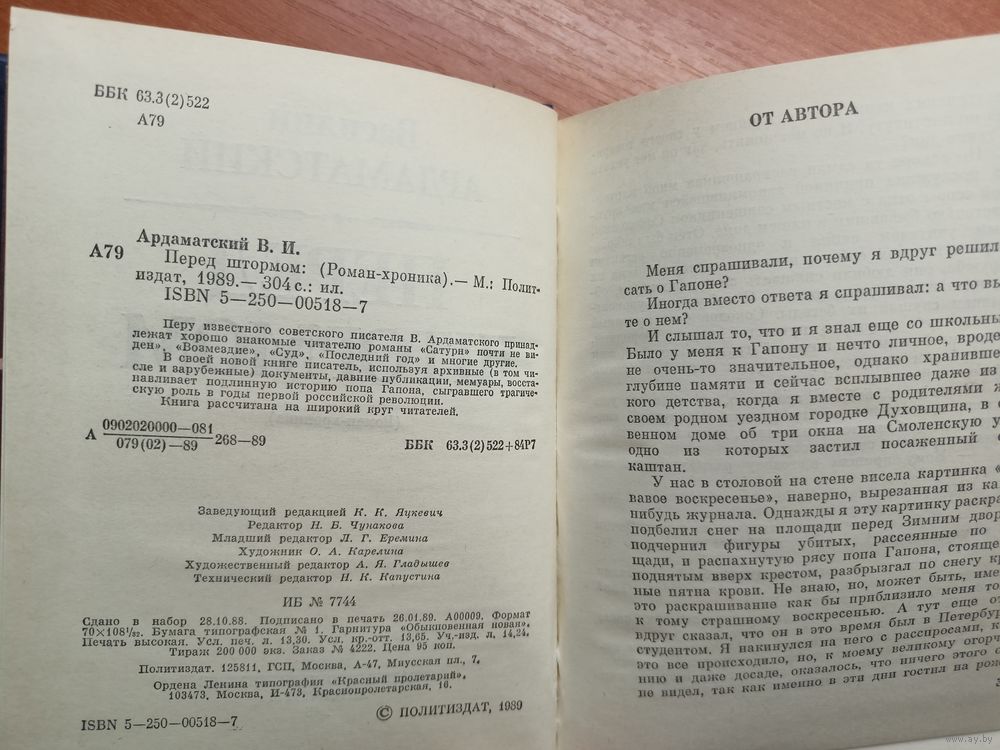 ББК 63.3(2)522
А79
Ардаматский В. И.
А79 Перед штормом: (Роман-хроника).— М.: Полит-
издат, 1989.— 304 с.: ил.
ISBN 5—250—00518—7
Перу известного советского писателя В. Ардаматского принад-
лежат хорошо знакомые читателю романы «Сатурн» почти не ви-
ден», «Возмездие», «Суд», «Последний год» и многие другие.
В своей новой книге писатель, используя архивные (в том чи-
сле и зарубежные) документы, давние публикации, мемуары, восста-
навливает подлинную историю попа Гапона, сыгравшего трагиче-
скую роль в годы первой российской революции.
Книга рассчитана на широкий круг читателей.
А 0902020000—081
079(02)—89 268—89 ББК 63.3(2)522+84Р7
Заведующий редакцией К. К. Яцкевич
Редактор Н. Б. Чунакова
Младший редактор Л. Г. Еремина
Художник О. А. Карелина
Художественный редактор А. Я. Гладышев
Технический редактор Н. К. Капустина
ИБ № 7744
Сдано в набор 28.10.88. Подписано в печать 26.01.89. А00009. Формат
70×108¹/₃₂. Бумага типографская № 1. Гарнитура «Обыкновенная новая».
Печать высокая. Усл. печ. л. 13,30. Усл. кр.-отт. 13,65. Уч.-изд. л. 14,24.
Тираж 200 000 экз. Заказ № 4222. Цена 95 коп.
Политиздат. 125811, ГСП, Москва, А-47, Миусская пл., 7.
Ордена Ленина типография «Красный пролетарий».
103473, Москва, И-473, Краснопролетарская, 16.
ISBN 5—250—00518—7
© ПОЛИТИЗДАТ, 1989
ОТ АВТОРА
Меня спрашивали, почему я вдруг решил
сать о Гапоне?
Иногда вместо ответа я спрашивал: а что вы
те о нем?
И слышал то, что и я знал еще со школьны
Было у меня к Гапону и нечто личное, вроде
не очень-то значительное, однако хранивше
глубине памяти и сейчас всплывшее даже из
кого детства, когда я вместе с родителями ж
своем родном уездном городке Духовщина, в с
венном доме об три окна на Смоленскую у
одно из которых застил посаженный о
каштан.
У нас в столовой на стене висела картинка «
вавое воскресенье», наверно, вырезанная из ка
нибудь журнала. Однажды я эту картинку раскра
подбелил снег на площади перед Зимним двор
подчернил фигуры убитых, рассеянные по
щади, и распахнутую рясу попа Гапона, стояще
поднятым вверх крестом, разбрызгал по снегу кр
ные пятна крови. Не знаю, но, может быть, име
это раскрашивание как бы приблизило меня то
к тому страшному воскресенью. А тут еще от
вдруг сказал, что он в это время был в Петербур
студентом. Я накинулся на него с расспросами, к
это все происходило, но, к моему великому огорч
нию и даже досаде, оказалось, что ничего этого о
не видел, так как именно в эти дни гостил на рож
www.ay.by